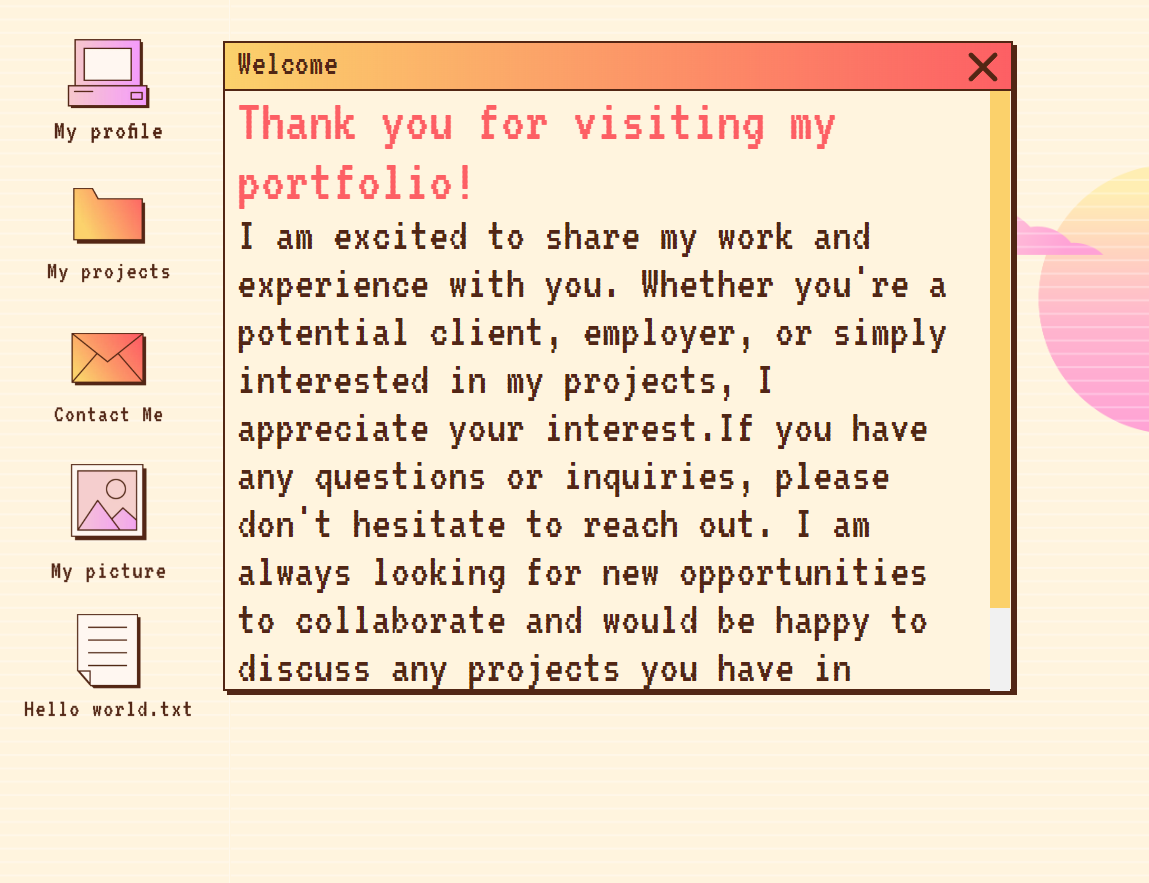 My profile
My projects
Contact Me
My picture
Hello world.txt
Welcome
Thank you for visiting my
portfolio!
I am excited to share my work and
experience with you. Whether you're a
potential client, employer, or simply
interested in my projects, I
appreciate your interest.If you have
any questions or inquiries, please
don't hesitate to reach out. I am
always looking for new opportunities
to collaborate and would be happy to
discuss any projects you have in